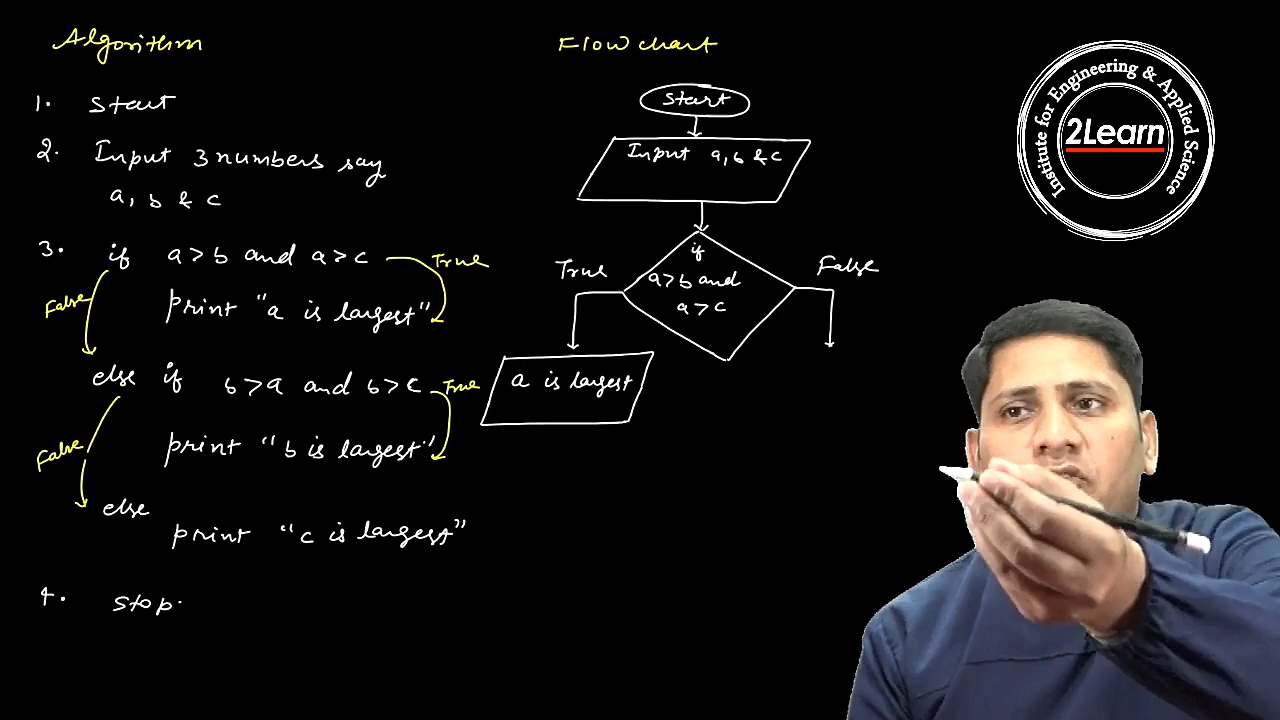 Algorithm
1. Start
2. Input 3 numbers say
a, b & c
3. if a > b and a > c True
False
print "a is largest"
else if b > a and b > c True
False
print "b is largest"
else
print "c is largest"
4. Stop.
Flow chart
Start
Input a, b & c
if
a > b and
a > c
True
False
a is largest
Institute for Engineering & Applied Science
2Learn